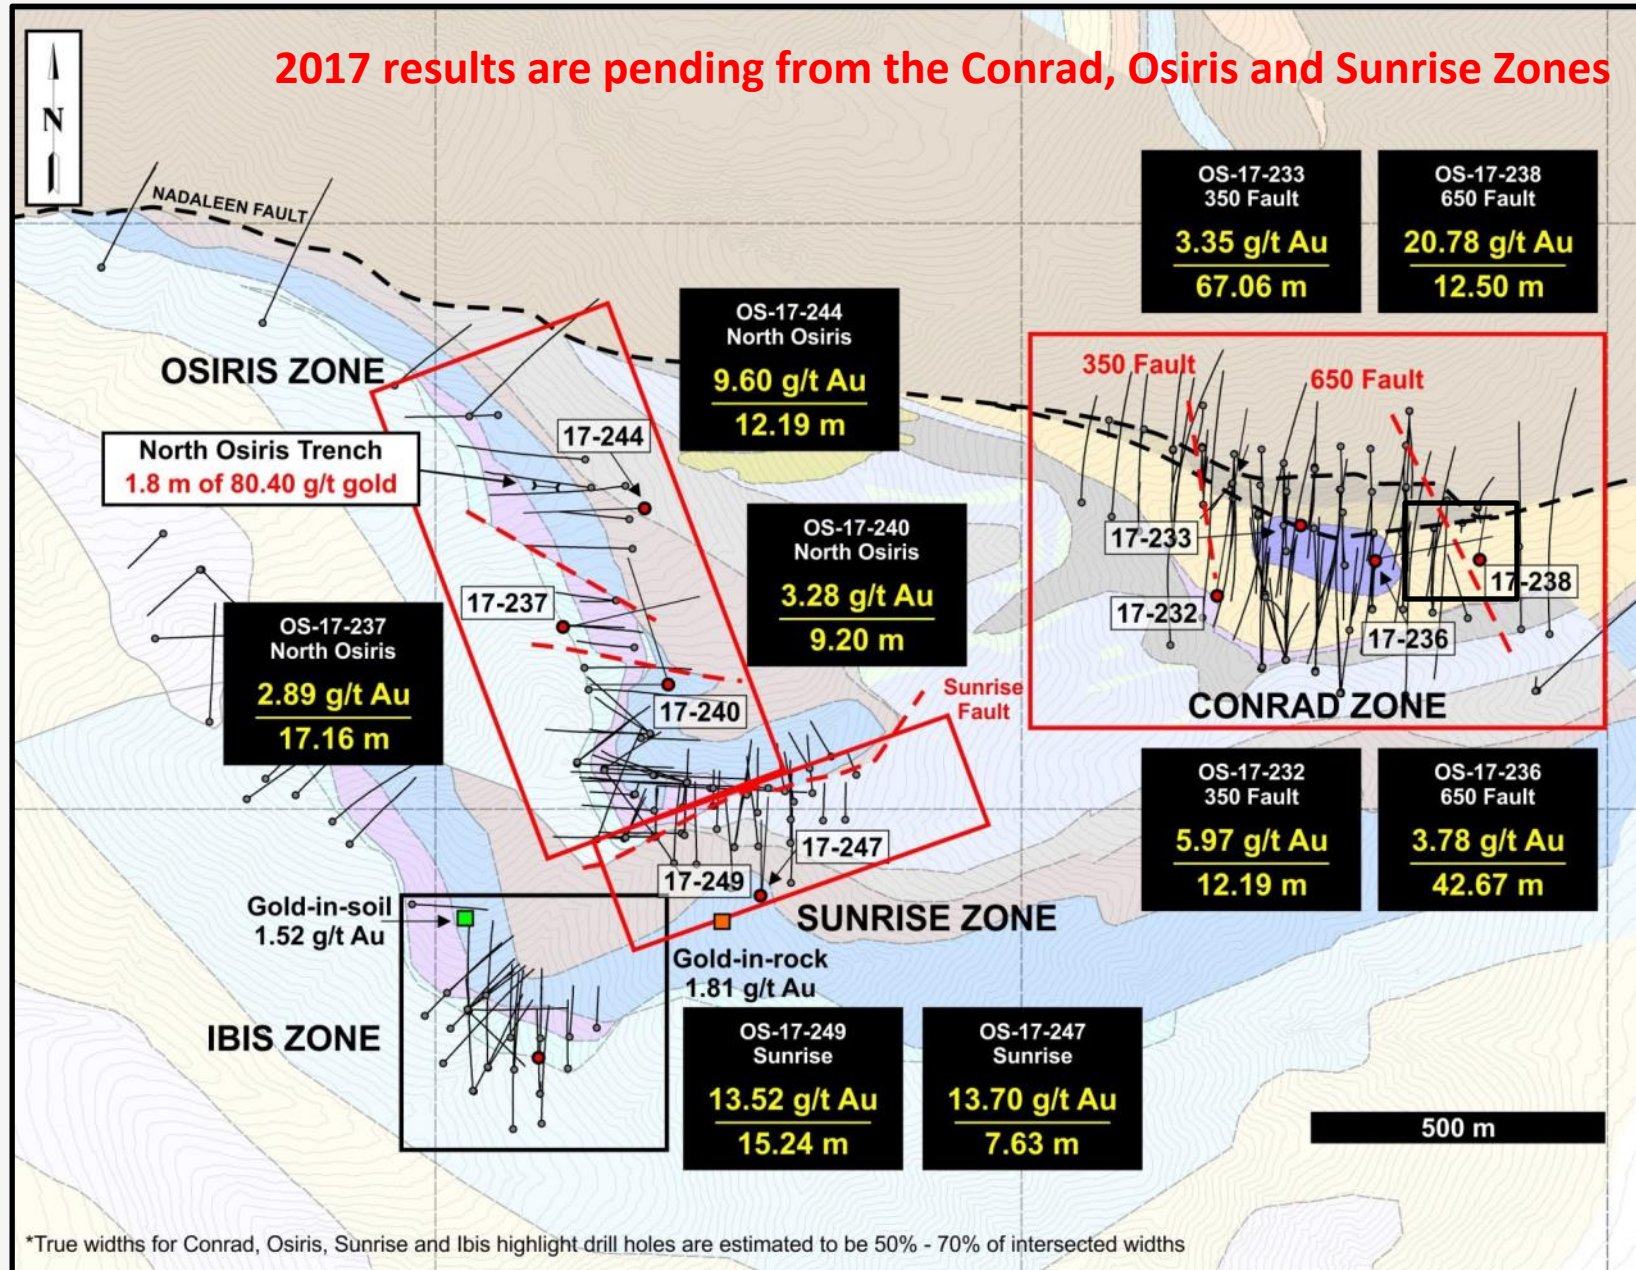 2017 results are pending from the Conrad, Osiris and Sunrise Zones
N
NADALEEN FAULT
OS-17-233
350 Fault
3.35 g/t Au
67.06 m
OS-17-238
650 Fault
20.78 g/t Au
12.50 m
OS-17-244
North Osiris
9.60 g/t Au
12.19 m
OSIRIS ZONE
350 Fault
650 Fault
17-244
North Osiris Trench
1.8 m of 80.40 g/t gold
OS-17-240
North Osiris
3.28 g/t Au
9.20 m
17-233
17-238
17-232
17-236
CONRAD ZONE
17-237
OS-17-237
North Osiris
2.89 g/t Au
17.16 m
17-240
Sunrise
Fault
OS-17-232
350 Fault
5.97 g/t Au
12.19 m
OS-17-236
650 Fault
3.78 g/t Au
42.67 m
17-247
17-249
Gold-in-soil
1.52 g/t Au
SUNRISE ZONE
Gold-in-rock
1.81 g/t Au
IBIS ZONE
OS-17-249
Sunrise
13.52 g/t Au
15.24 m
OS-17-247
Sunrise
13.70 g/t Au
7.63 m
500 m
*True widths for Conrad, Osiris, Sunrise and Ibis highlight drill holes are estimated to be 50% - 70% of intersected widths